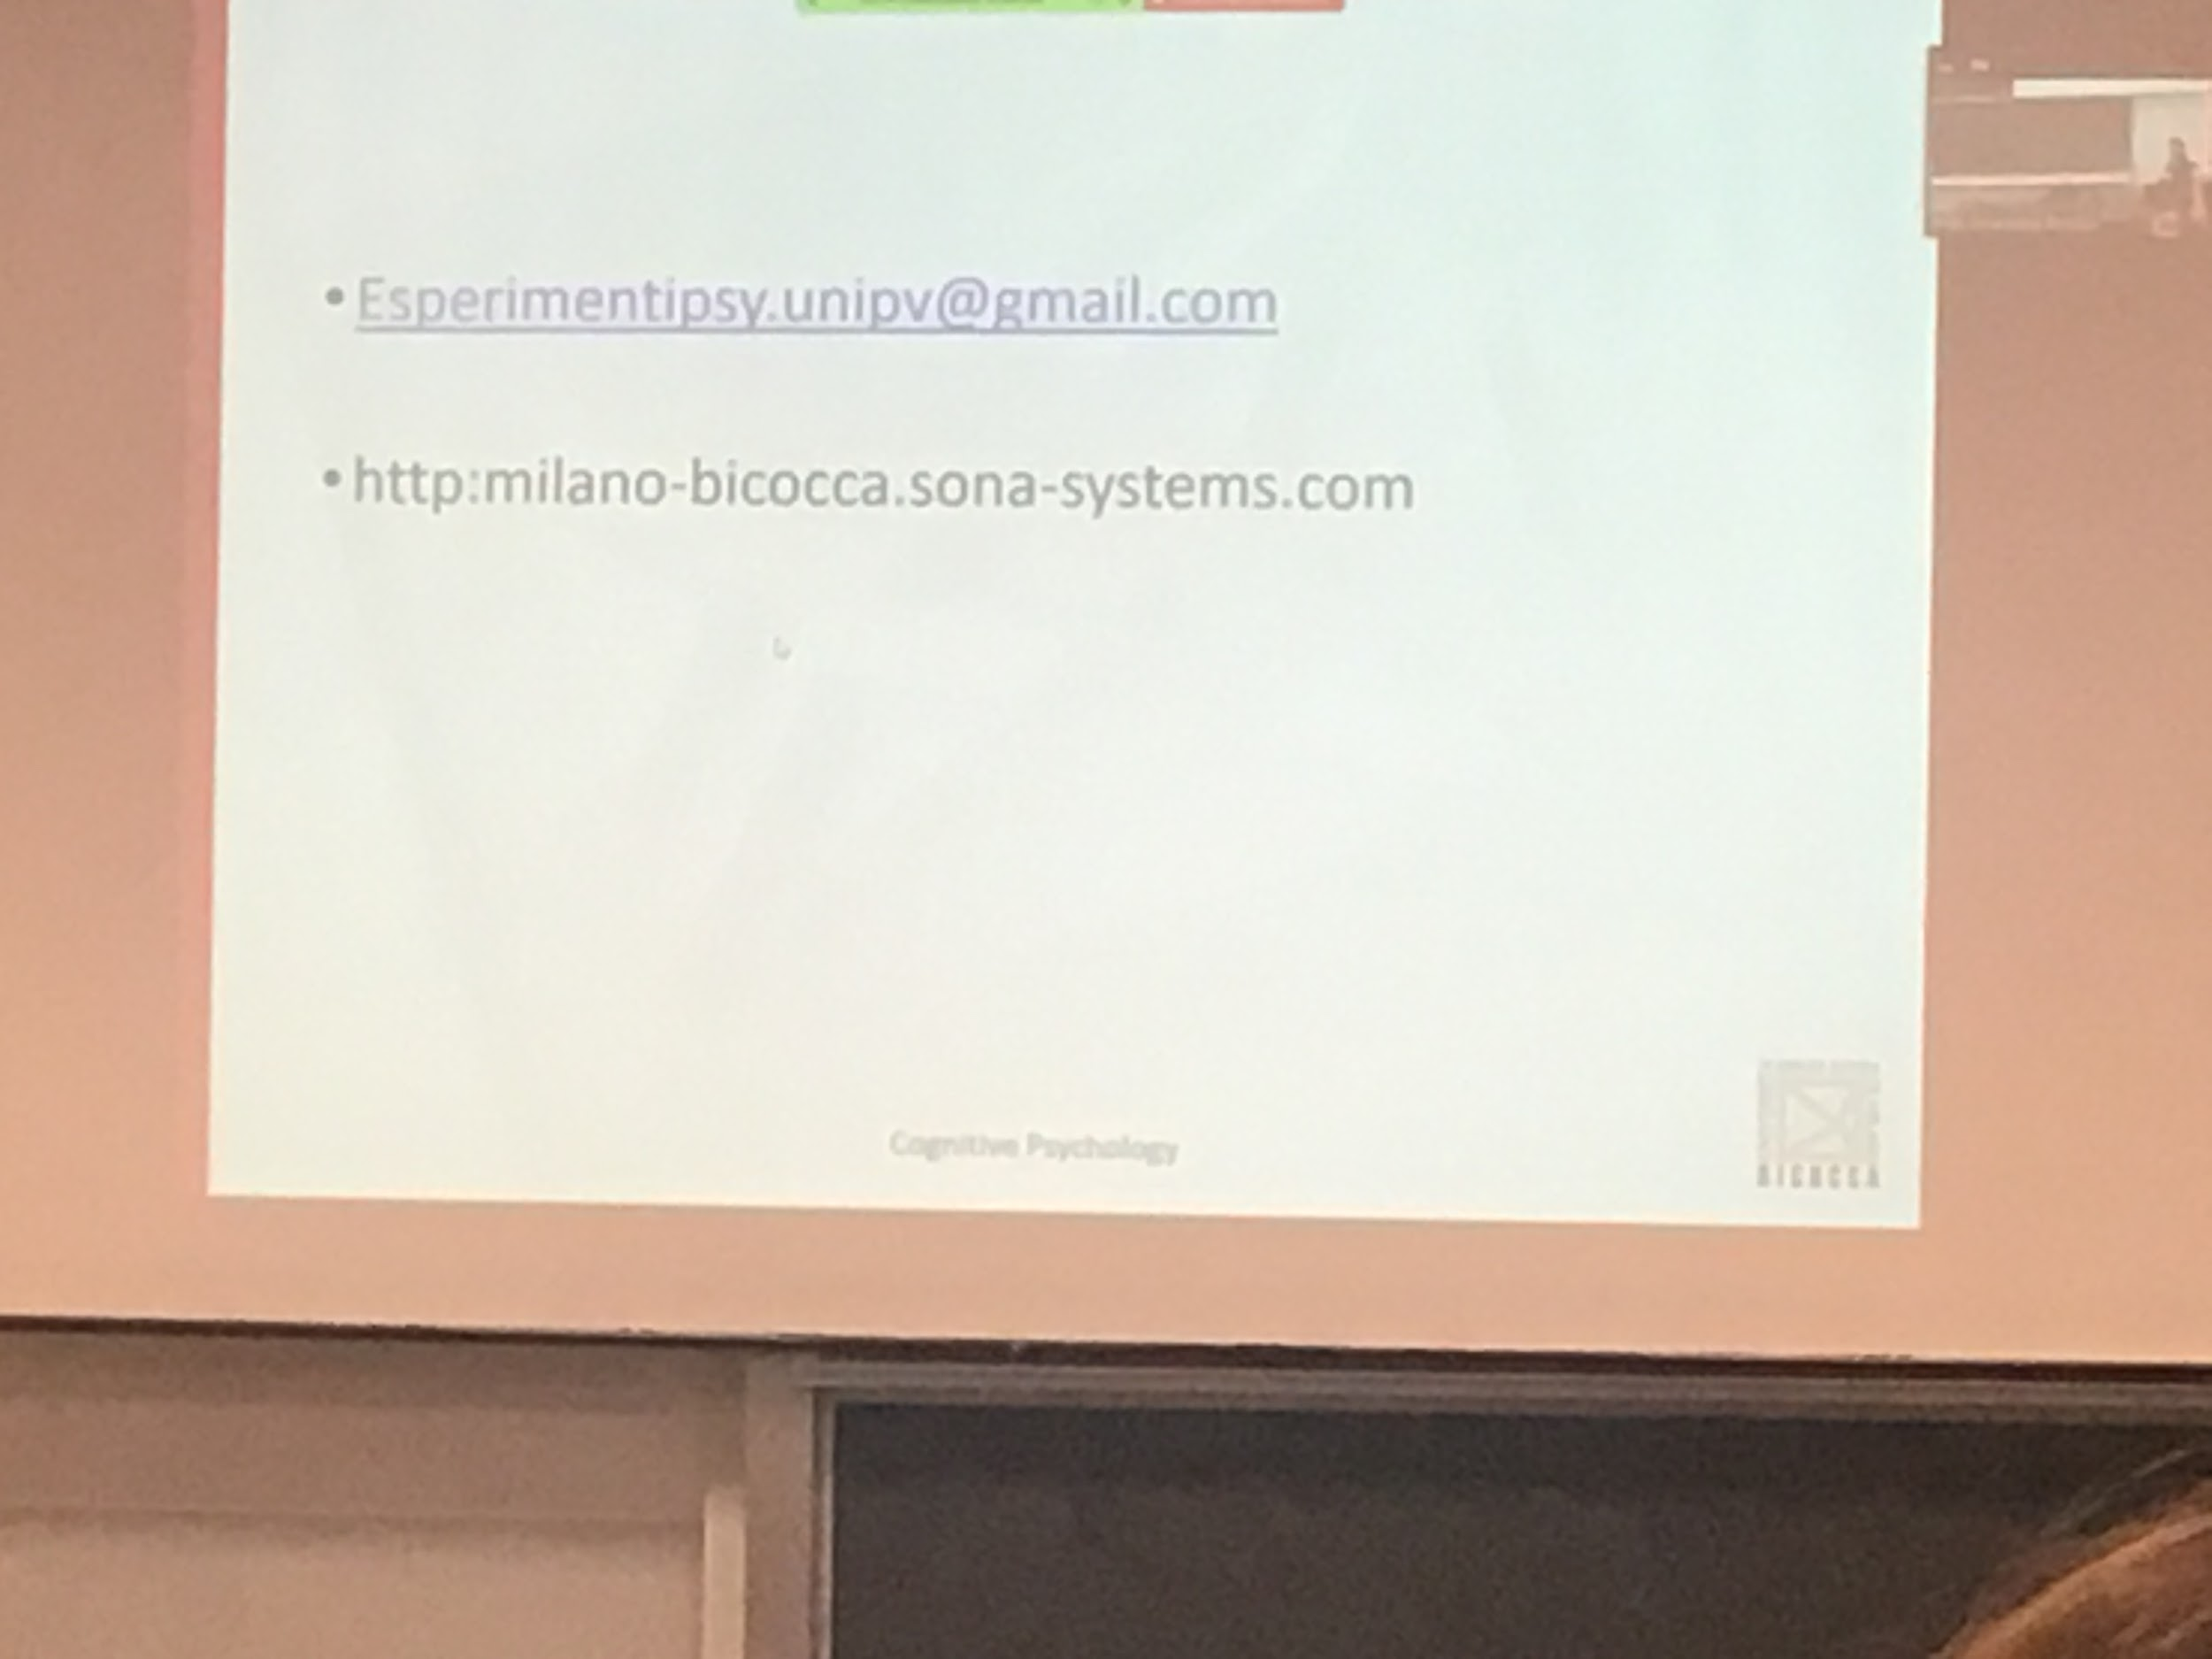 • Esperimentipsy.unipv@gmail.com
• http:milano-bicocca.sona-systems.com
Cognitive Psychology
BICOCCA